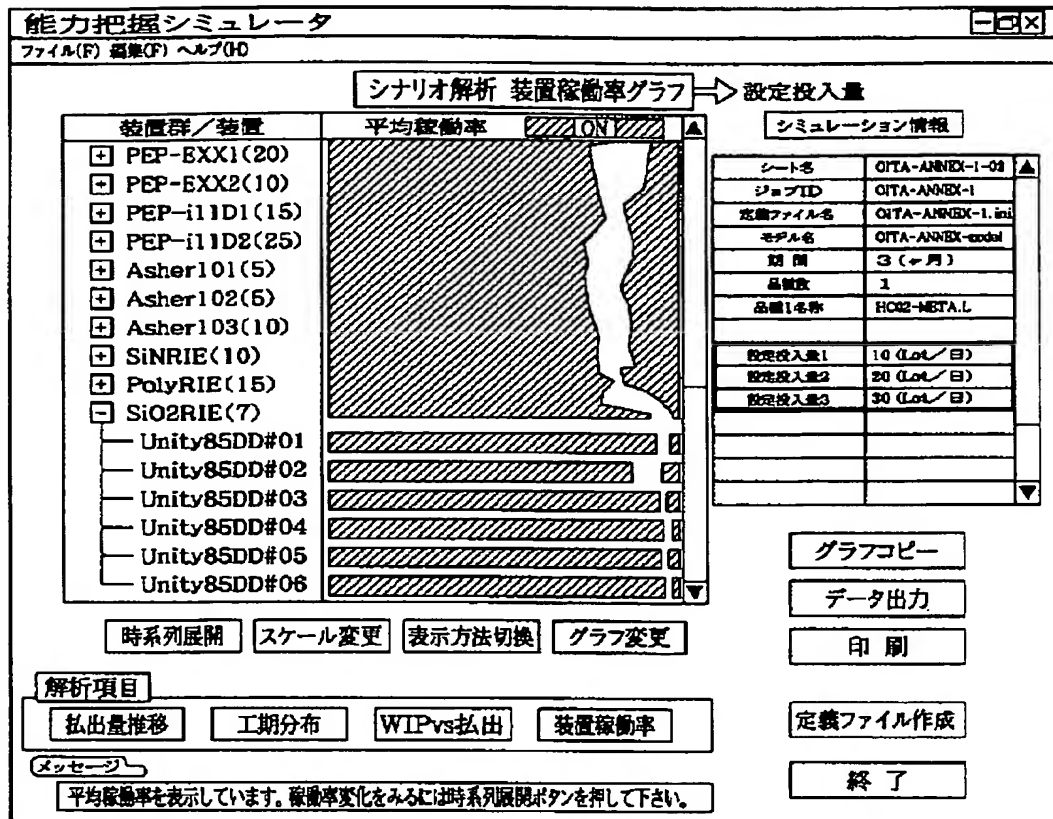 能力把握シミュレータ
ファイル(F) 編集(F) ヘルプ(H)
シナリオ解析 装置稼働率グラフ
設定投入量
装置群/装置 平均稼働率
シミュレーション情報
PEP-EXX1(20)
PEP-EXX2(10)
PEP-i11D1(15)
PEP-i11D2(25)
Asher101(5)
Asher102(5)
Asher103(10)
SiNRIE(10)
PolyRIE(15)
SiO2RIE(7)
Unity85DD#01
Unity85DD#02
Unity85DD#03
Unity85DD#04
Unity85DD#05
Unity85DD#06
シート名 OITA-ANNEX-1-02
ジョブID OITA-ANNEX-1
定義ファイル名 OITA-ANNEX-1.ini
モデル名 OITA-ANNEX-model
期間 3(ヶ月)
品種数 1
品種1名称 HC02-METAL
設定投入量1 10(Lot/日)
設定投入量2 20(Lot/日)
設定投入量3 30(Lot/日)
時系列展開 スケール変更 表示方法切換 グラフ変更
グラフコピー
データ出力
印刷
解析項目
払出量推移 工期分布 WIPvs払出 装置稼働率
定義ファイル作成
終了
メッセージ
平均稼働率を表示しています。稼働率変化をみるには時系列展開ボタンを押して下さい。